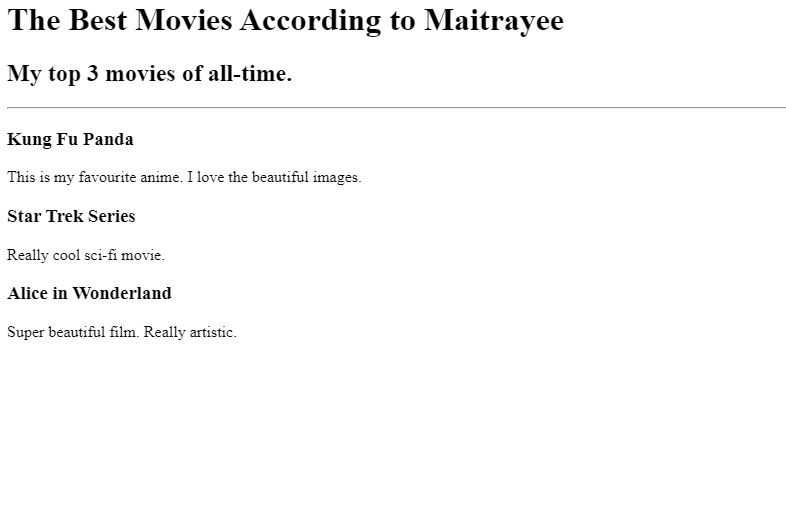 The Best Movies According to Maitrayee
My top 3 movies of all-time.
Kung Fu Panda
This is my favourite anime. I love the beautiful images.
Star Trek Series
Really cool sci-fi movie.
Alice in Wonderland
Super beautiful film. Really artistic.